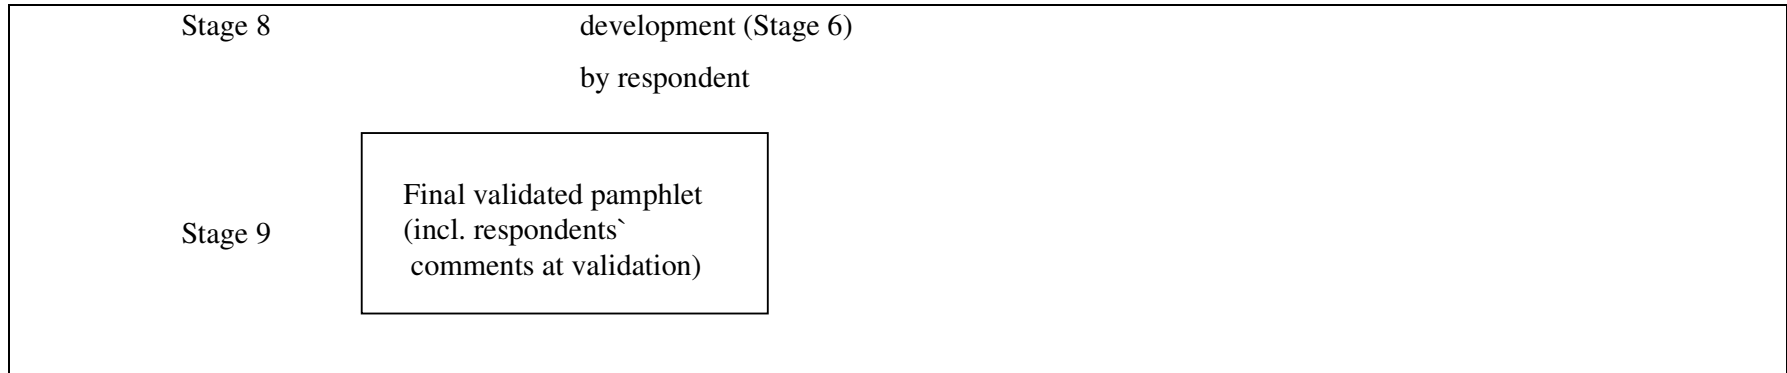 Stage 8 development (Stage 6)
by respondent
Final validated pamphlet
Stage 9 (incl. respondents`
comments at validation)